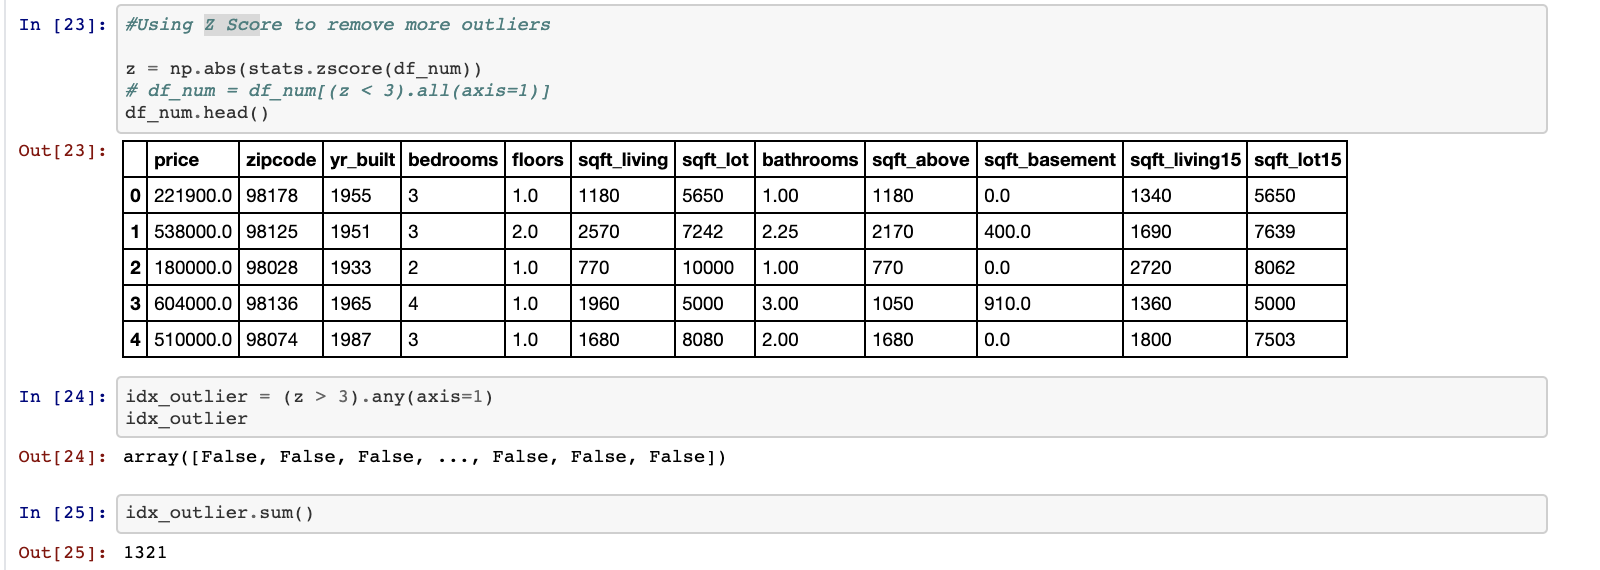 In [23]: #Using Z Score to remove more outliers
z = np.abs(stats.zscore(df_num))
# df_num = df_num[(z < 3).all(axis=1)]
df_num.head()
Out[23]:
price zipcode yr_built bedrooms floors sqft_living sqft_lot bathrooms sqft_above sqft_basement sqft_living15 sqft_lot15
0 221900.0 98178 1955 3 1.0 1180 5650 1.00 1180 0.0 1340 5650
1 538000.0 98125 1951 3 2.0 2570 7242 2.25 2170 400.0 1690 7639
2 180000.0 98028 1933 2 1.0 770 10000 1.00 770 0.0 2720 8062
3 604000.0 98136 1965 4 1.0 1960 5000 3.00 1050 910.0 1360 5000
4 510000.0 98074 1987 3 1.0 1680 8080 2.00 1680 0.0 1800 7503
In [24]: idx_outlier = (z > 3).any(axis=1)
idx_outlier
Out[24]: array([False, False, False, ..., False, False, False])
In [25]: idx_outlier.sum()
Out[25]: 1321